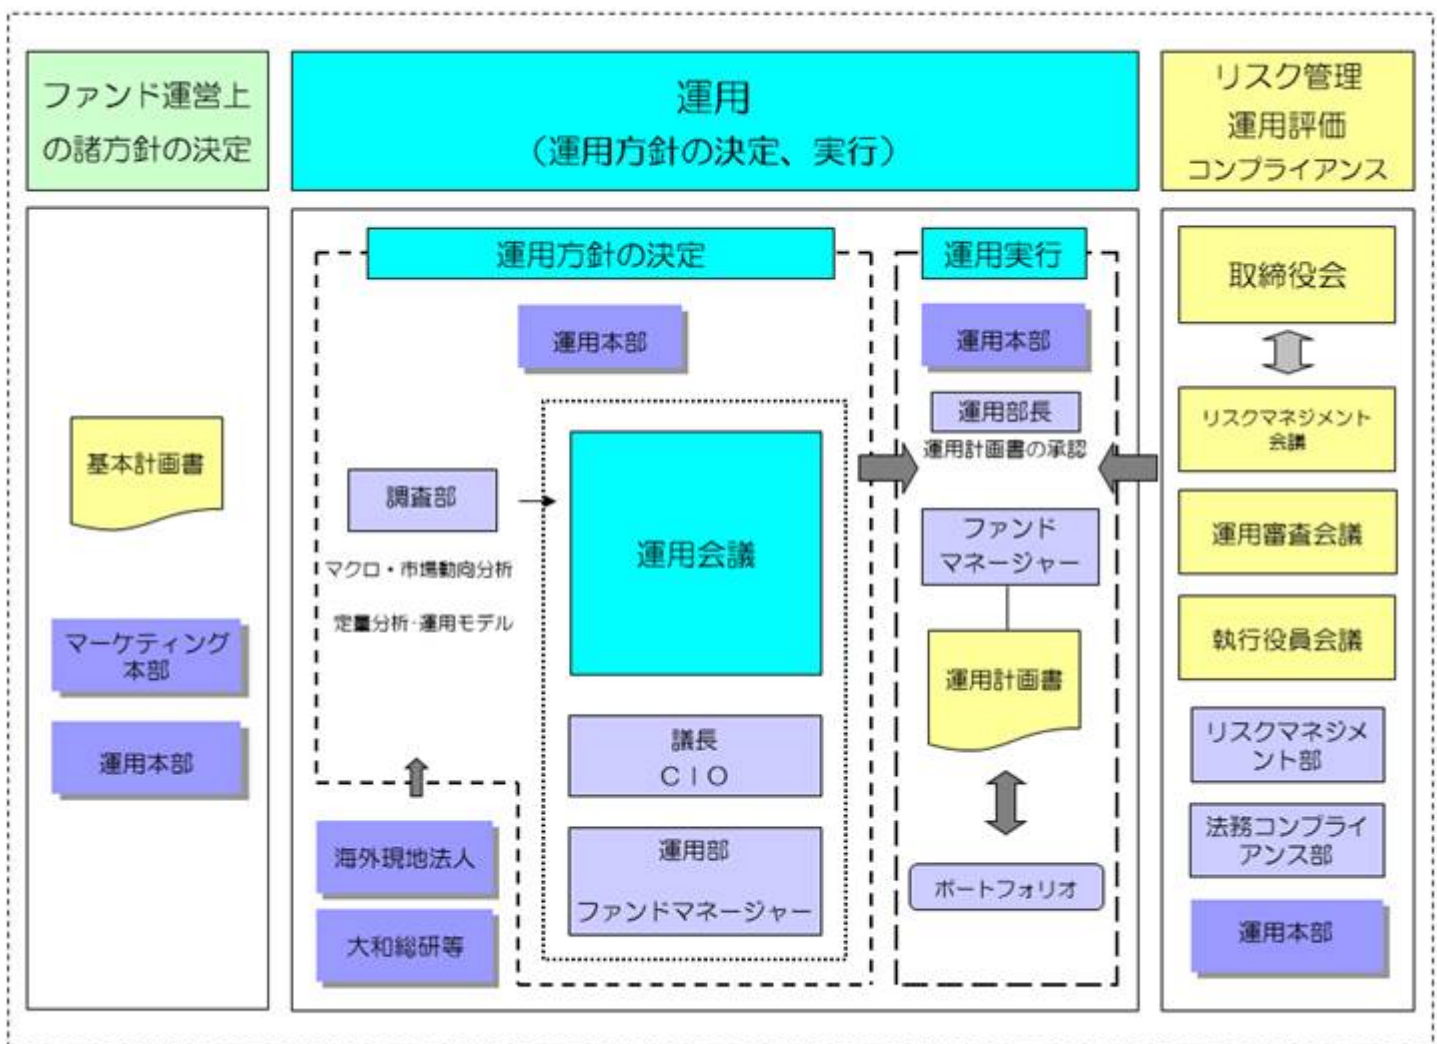 ファンド運営上
の諸方針の決定
運用
（運用方針の決定、実行）
リスク管理
運用評価
コンプライアンス
基本計画書
マーケティング
本部
運用本部
運用方針の決定
運用本部
調査部
マクロ・市場動向分析
定量分析・運用モデル
運用会議
議長
ＣＩＯ
運用部
ファンドマネージャー
海外現地法人
大和総研等
運用実行
運用本部
運用部長
運用計画書の承認
ファンド
マネージャー
運用計画書
ポートフォリオ
取締役会
リスクマネジメント
会議
運用審査会議
執行役員会議
リスクマネジメ
ント部
法務コンプライ
アンス部
運用本部